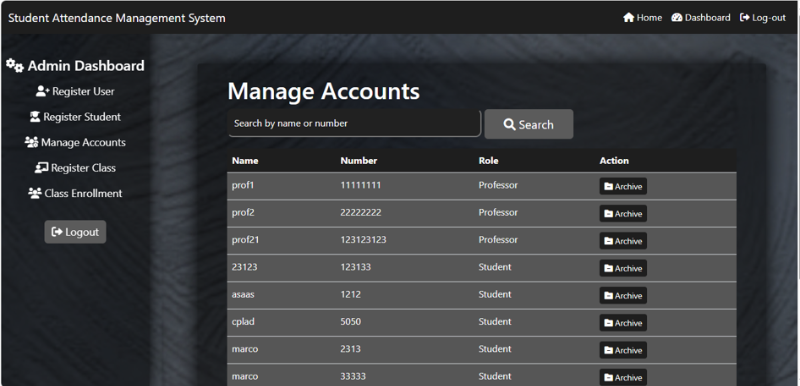 Student Attendance Management System Home Dashboard Log-out
Admin Dashboard
Register User
Register Student
Manage Accounts
Register Class
Class Enrollment
Logout
Manage Accounts
Search by name or number Search
Name Number Role Action
prof1 11111111 Professor Archive
prof2 22222222 Professor Archive
prof21 123123123 Professor Archive
23123 123133 Student Archive
asaas 1212 Student Archive
cplad 5050 Student Archive
marco 2313 Student Archive
marco 33333 Student Archive